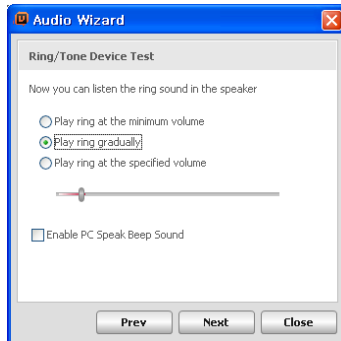 Audio Wizard
Ring/Tone Device Test
Now you can listen the ring sound in the speaker
Play ring at the minimum volume
Play ring gradually
Play ring at the specified volume
Enable PC Speak Beep Sound
Prev Next Close